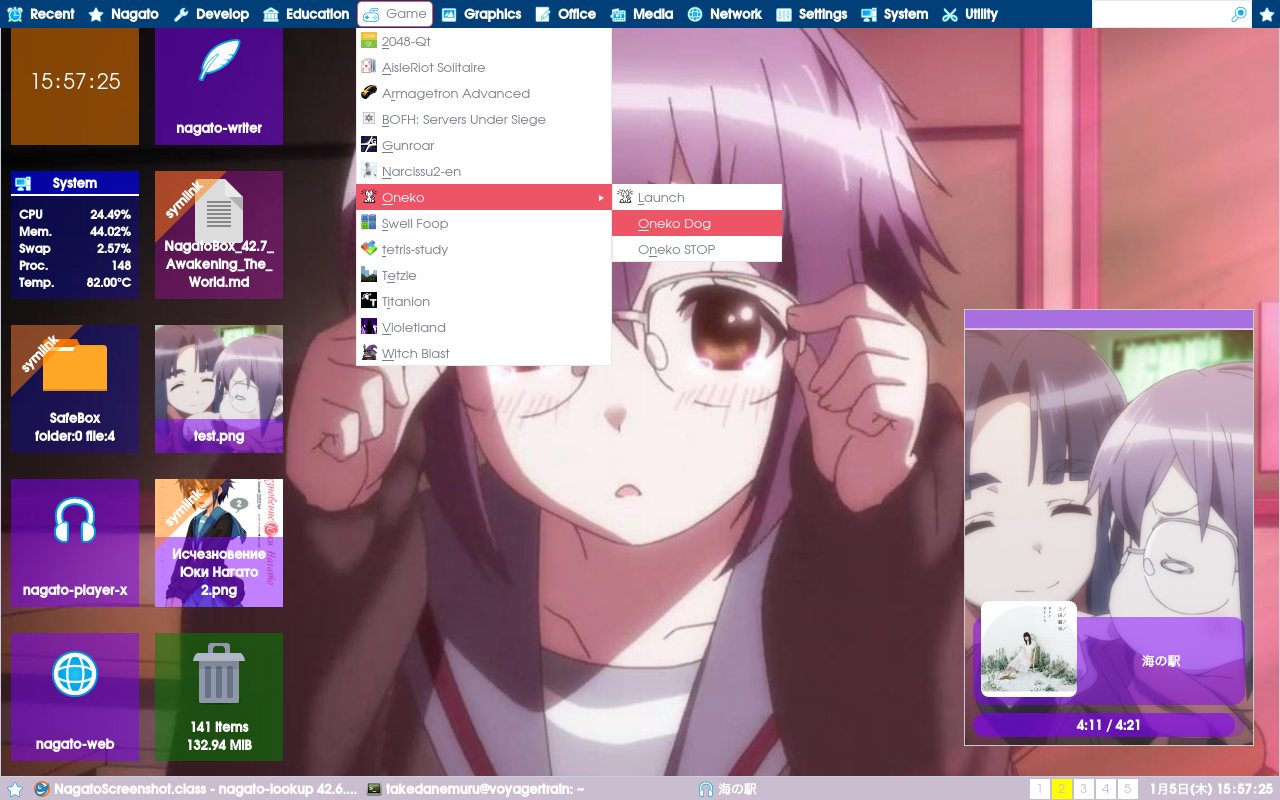 Recent Nagato Develop Education Game Graphics Office Media Network Settings System Utility
15:57:25
nagato-writer
2048-Qt
AisleRiot Solitaire
Armagetron Advanced
BOFH: Servers Under Siege
Gunroar
Narcissu2-en
Oneko
Swell Foop
tetris-study
Tetzle
Titanion
Violetland
Witch Blast
Launch
Oneko Dog
Oneko STOP
System
CPU 24.49%
Mem. 44.02%
Swap 2.57%
Proc. 148
Temp. 82.00°C
symlink
NagatoBox_42.7_
Awakening_The_
World.md
symlink
SafeBox
folder:0 file:4
test.png
nagato-player-x
symlink
2
Исчезновение
Юки Нагато
2.png
nagato-web
141 Items
132.94 MiB
海の駅
4:11 / 4:21
NagatoScreenshot.class - nagato-lookup 42.6.... takedanemuru@voyagertrain: ~ 海の駅 1 2 3 4 5 1月5日(木) 15:57:25